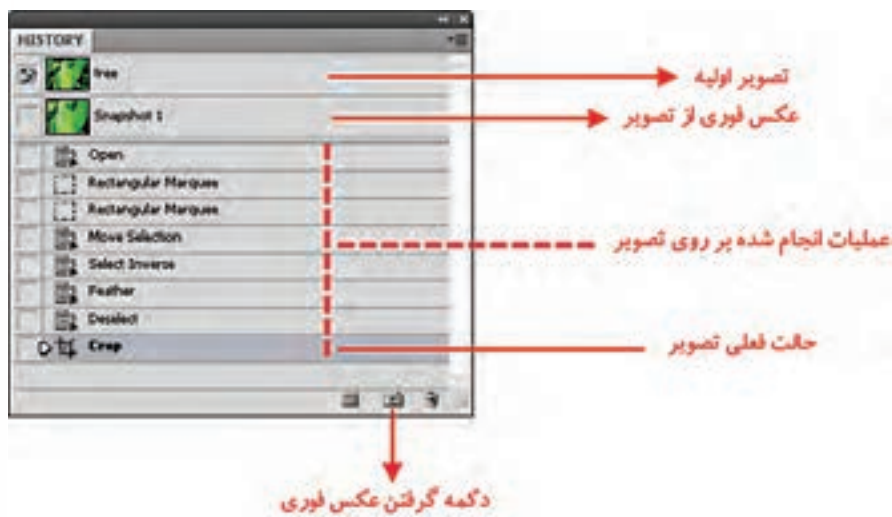 HISTORY
tree
تصویر اولیه
Snapshot 1
عکس فوری از تصویر
Open
Rectangular Marquee
Rectangular Marquee
Move Selection
عملیات انجام شده بر روی تصویر
Select Inverse
Feather
Deselect
Crop
حالت فعلی تصویر
دکمه گرفتن عکس فوری